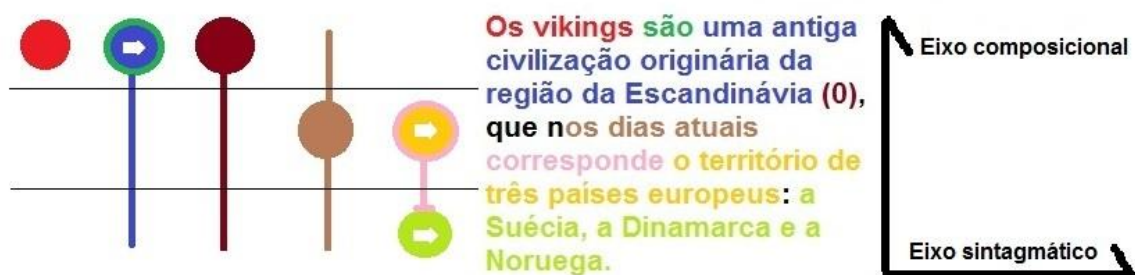 Os vikings são uma antiga
civilização originária da
região da Escandinávia (0),
que nos dias atuais
corresponde o território de
três países europeus: a
Suécia, a Dinamarca e a
Noruega.
Eixo composicional
Eixo sintagmático